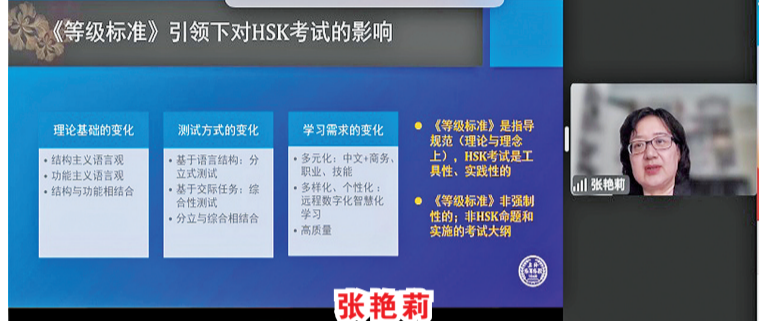 《等级标准》引领下对HSK考试的影响
理论基础的变化
• 结构主义语言观
• 功能主义语言观
• 结构与功能相结合
测试方式的变化
• 基于语言结构：分
立式测试
• 基于交际任务：综
合性测试
• 分立与综合相结合
学习需求的变化
• 多元化：中文+商务、
职业、技能
• 多样化、个性化：
远程数字化智慧化
学习
• 高质量
• 《等级标准》是指导
规范（理论与理念
上），HSK考试是工
具性、实践性的
• 《等级标准》非强制
性的；非HSK命题和
实施的考试大纲
张艳莉
张艳莉